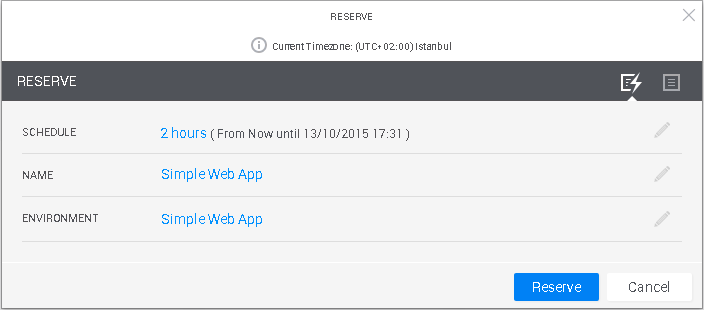 RESERVE
Current Timezone: (UTC+02:00) Istanbul
RESERVE
SCHEDULE 2 hours ( From Now until 13/10/2015 17:31 )
NAME Simple Web App
ENVIRONMENT Simple Web App
Reserve Cancel